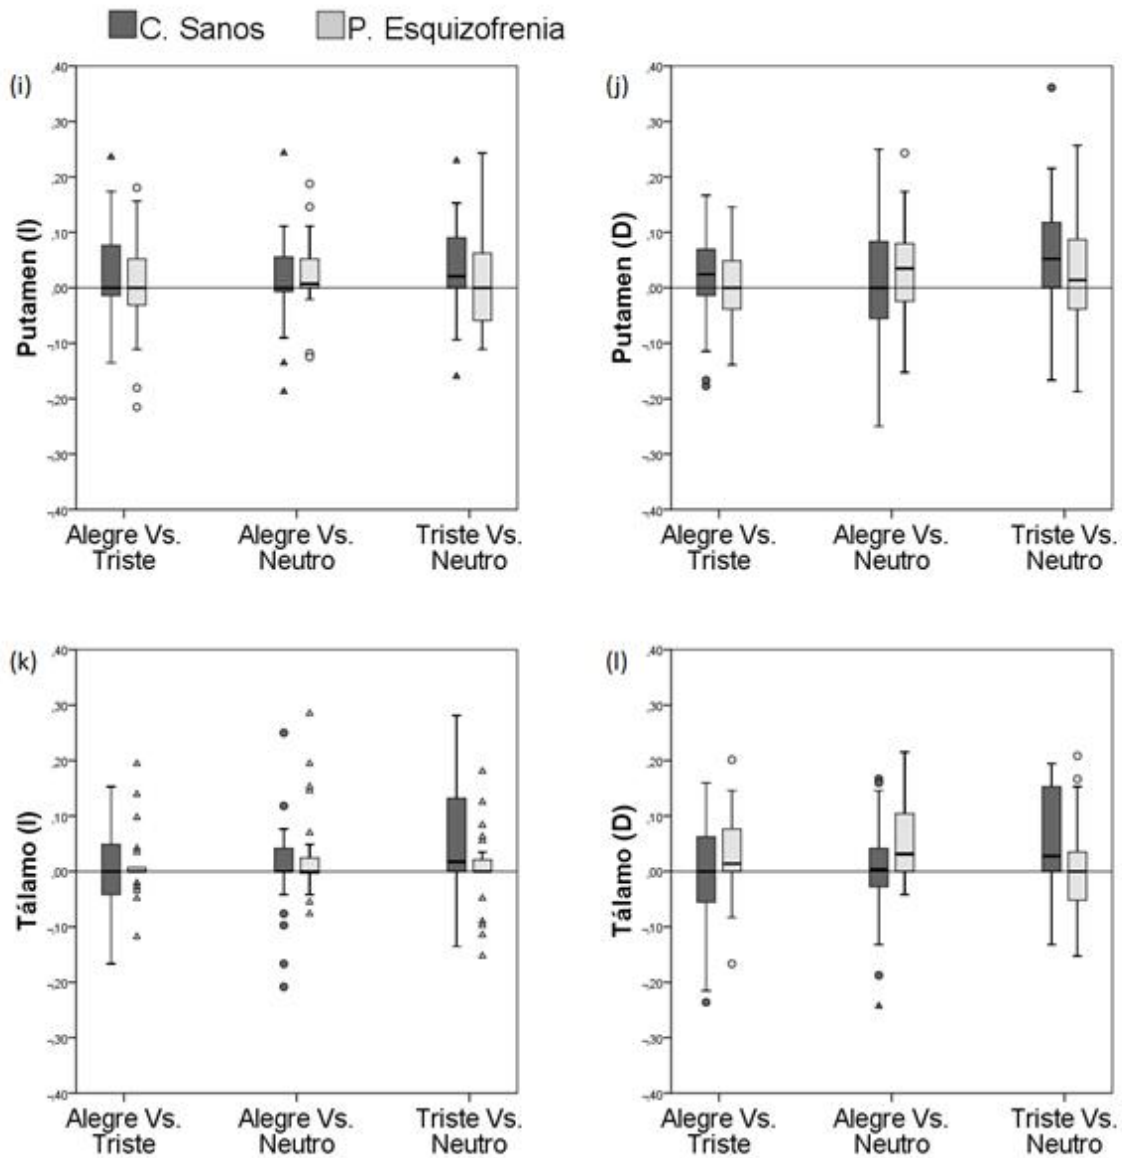 C. Sanos P. Esquizofrenia
(i)
Putamen (I)
,40
,30
,20
,10
,00
-,10
-,20
-,30
-,40
Alegre Vs. Alegre Vs. Triste Vs.
Triste Neutro Neutro
(j)
Putamen (D)
,40
,30
,20
,10
,00
-,10
-,20
-,30
-,40
Alegre Vs. Alegre Vs. Triste Vs.
Triste Neutro Neutro
(k)
Tálamo (I)
,40
,30
,20
,10
,00
-,10
-,20
-,30
-,40
Alegre Vs. Alegre Vs. Triste Vs.
Triste Neutro Neutro
(l)
Tálamo (D)
,40
,30
,20
,10
,00
-,10
-,20
-,30
-,40
Alegre Vs. Alegre Vs. Triste Vs.
Triste Neutro Neutro